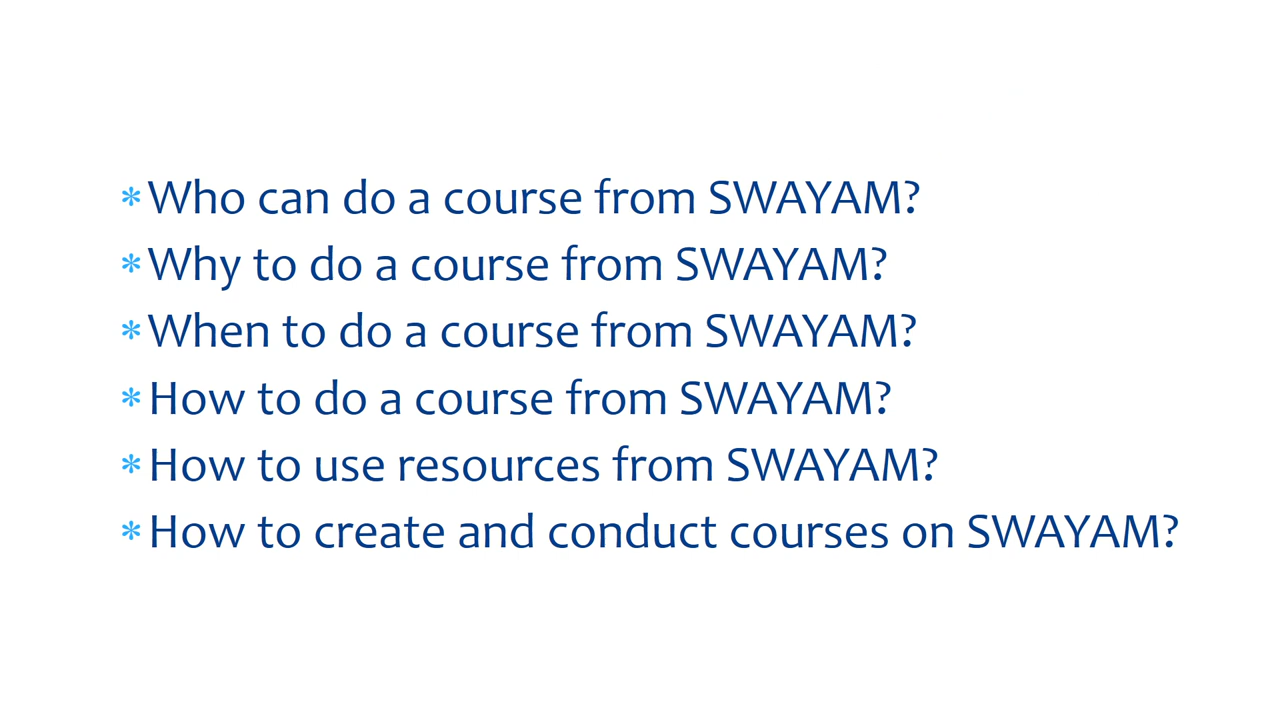 * Who can do a course from SWAYAM?
* Why to do a course from SWAYAM?
* When to do a course from SWAYAM?
* How to do a course from SWAYAM?
* How to use resources from SWAYAM?
* How to create and conduct courses on SWAYAM?